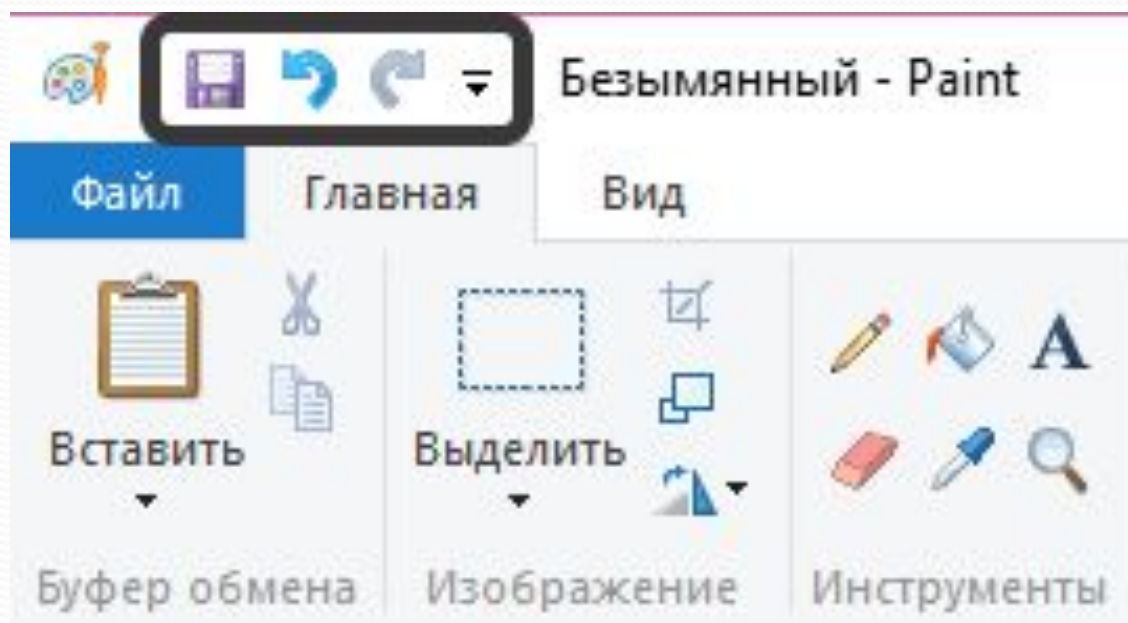 Безымянный - Paint
Файл Главная Вид
Вставить Выделить
Буфер обмена Изображение Инструменты